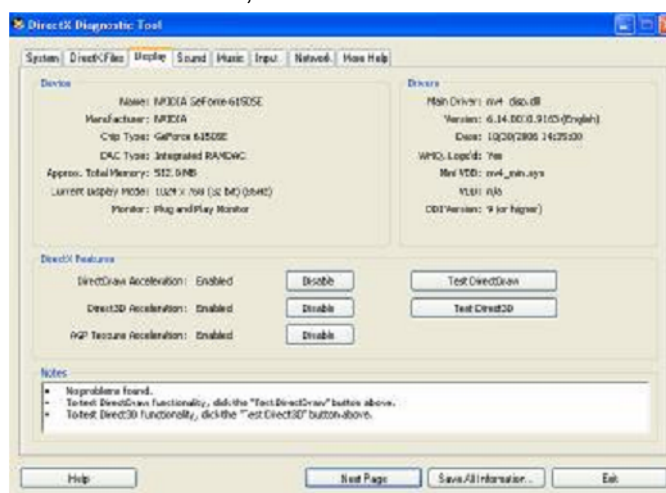 DirectX Diagnostic Tool
System DirectX Files Display Sound Music Input Network More Help
Device
Name: NVIDIA GeForce 6150SE
Manufacturer: NVIDIA
Chip Type: GeForce 6150SE
DAC Type: Integrated RAMDAC
Approx. Total Memory: 512.0 MB
Current Display Mode: 1024 x 768 (32 bit)
Monitor: Plug and Play Monitor
Drivers
Main Driver: nv4_disp.dll
Version: (English)
Date: 10/30/2006
WHQL Logo'd: Yes
Mini VDD: nv4_mini.sys
VDD: n/a
DDI Version: 9 (or higher)
DirectX Features
DirectDraw Acceleration: Enabled Disable Test DirectDraw
Direct3D Acceleration: Enabled Disable Test Direct3D
AGP Texture Acceleration: Enabled Disable
Notes
No problems found.
To test DirectDraw functionality, click the "Test DirectDraw" button above.
To test Direct3D functionality, click the "Test Direct3D" button above.
Help Next Page Save All Information... Exit